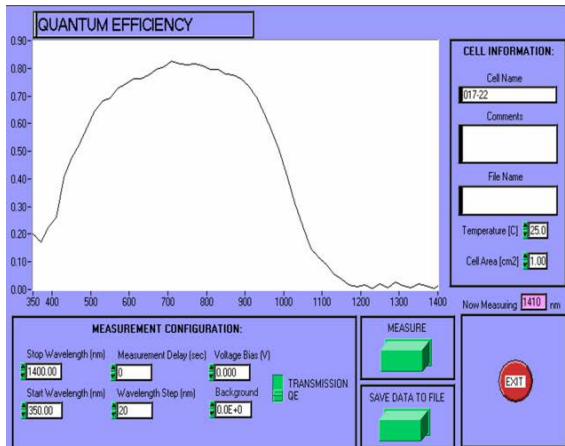 QUANTUM EFFICIENCY
0.90
0.80
0.70
0.60
0.50
0.40
0.30
0.20
0.10
0.00
350 400 500 600 700 800 900 1000 1100 1200 1300 1400
CELL INFORMATION:
Cell Name
017-22
Comments
File Name
Temperature [C] 25.0
Cell Area [cm2] 1.00
Now Measuring 1410 nm
MEASUREMENT CONFIGURATION:
Stop Wavelength (nm) Measurement Delay (sec) Voltage Bias (V)
1400.00 0 0.000
Start Wavelength (nm) Wavelength Step (nm) Background
350.00 20 0.0E+0
TRANSMISSION
QE
MEASURE
SAVE DATA TO FILE
EXIT